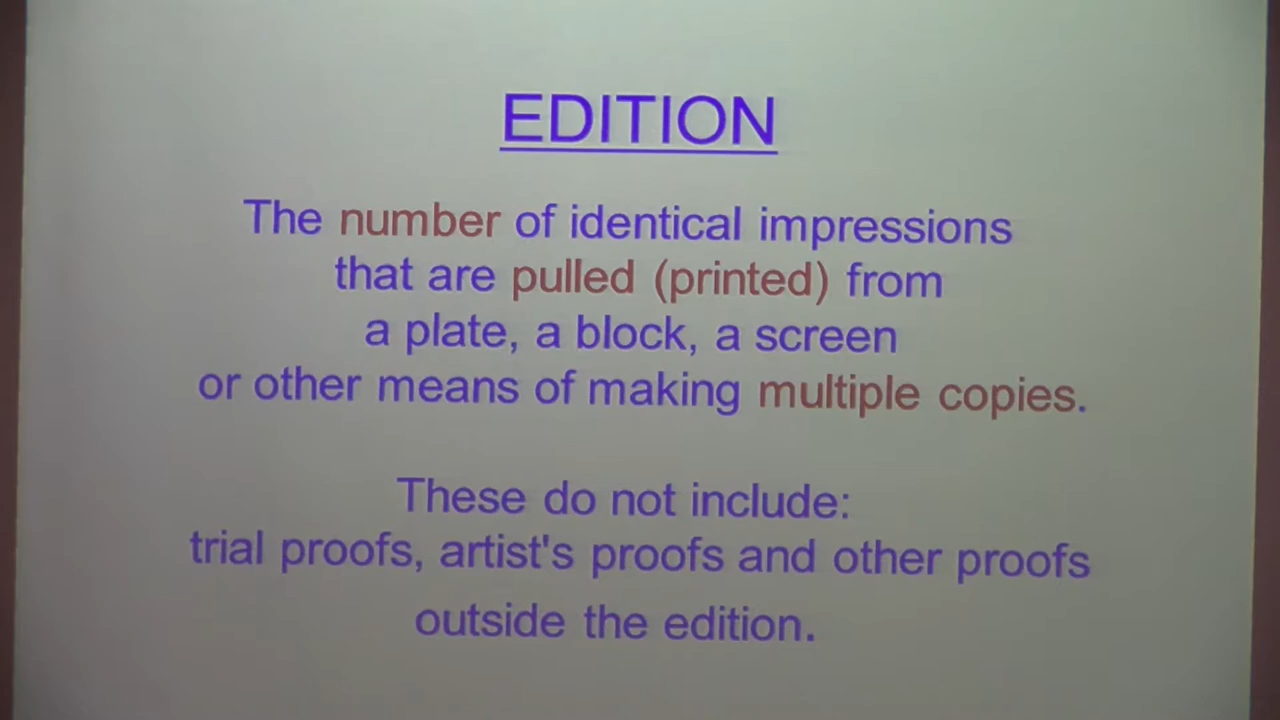 EDITION
The number of identical impressions
that are pulled (printed) from
a plate, a block, a screen
or other means of making multiple copies.
These do not include:
trial proofs, artist's proofs and other proofs
outside the edition.